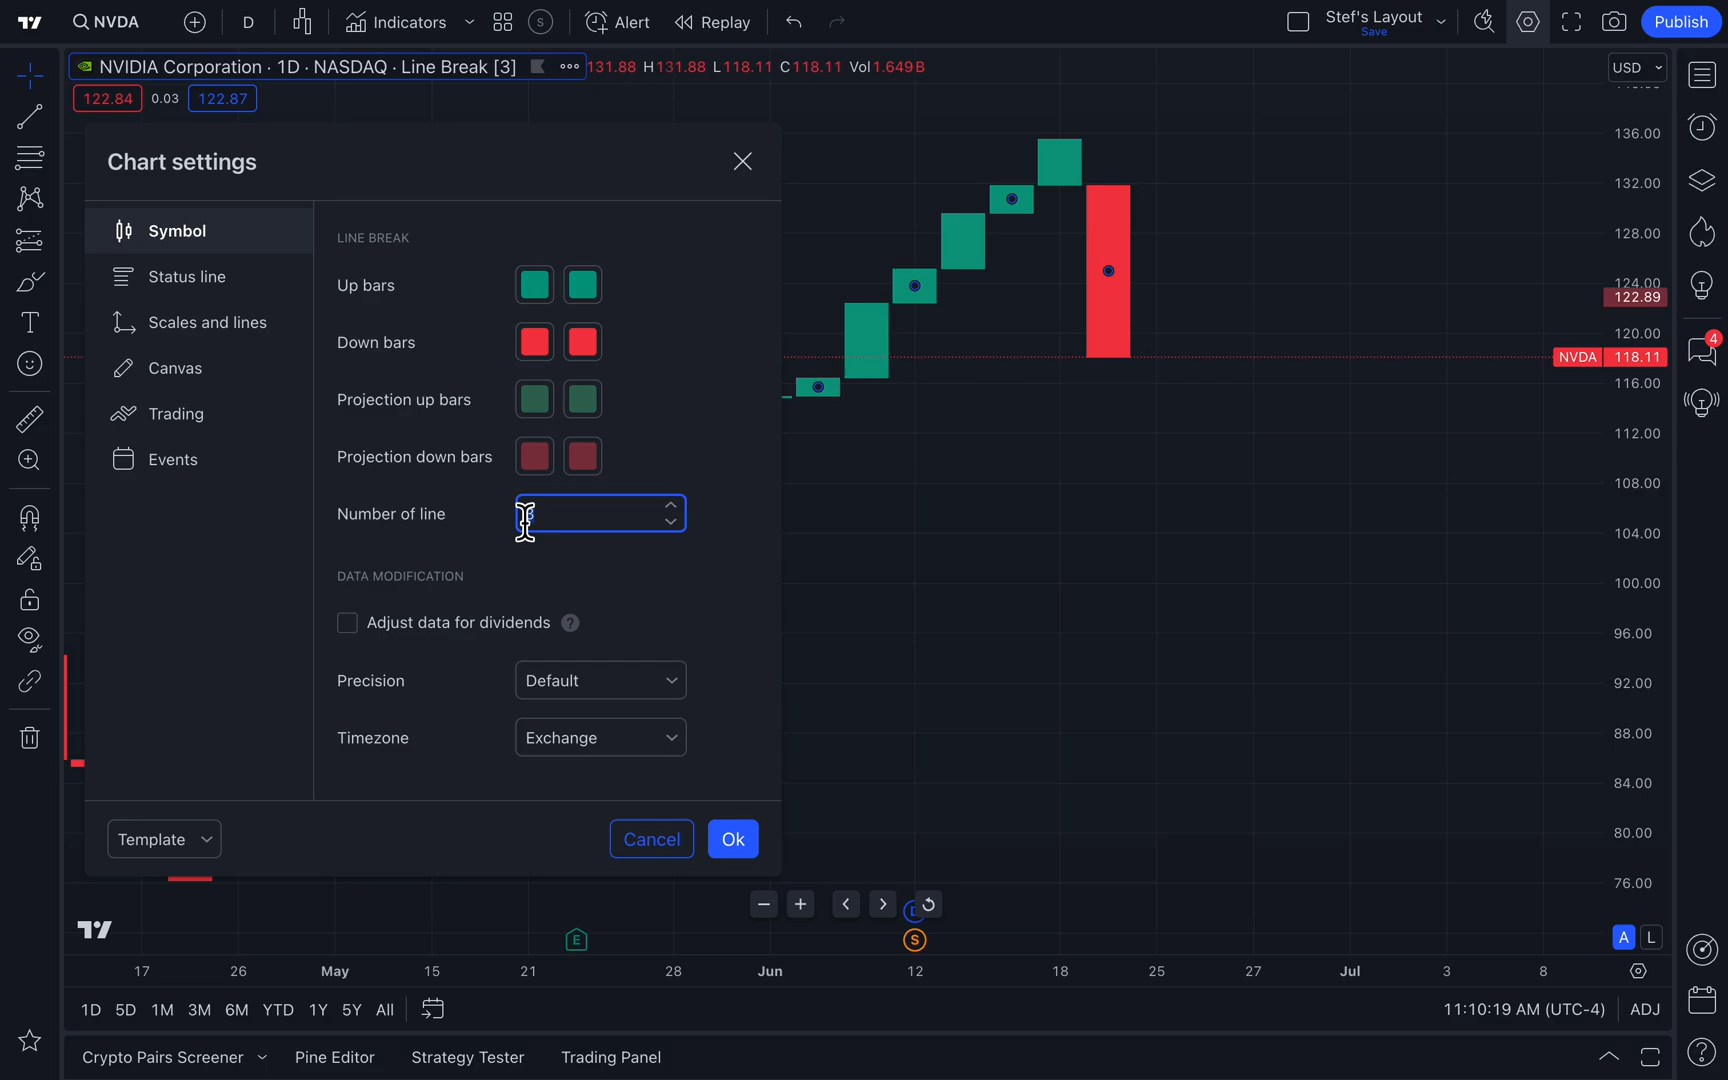 NVDA
D
Indicators
S
Alert
Replay
Stef's Layout
Save
Publish
NVIDIA Corporation · 1D · NASDAQ · Line Break [3]
131.88 H131.88 L118.11 C118.11 Vol1.649B
USD
122.84 0.03 122.87
Chart settings
Symbol
Status line
Scales and lines
Canvas
Trading
Events
LINE BREAK
Up bars
Down bars
Projection up bars
Projection down bars
Number of line
DATA MODIFICATION
Adjust data for dividends ?
Precision Default
Timezone Exchange
Template
Cancel
Ok
136.00
132.00
128.00
124.00
122.89
120.00
NVDA 118.11
116.00
112.00
108.00
104.00
100.00
96.00
92.00
88.00
84.00
80.00
76.00
4
E
S
A L
17 26 May 15 21 28 Jun 12 18 25 27 Jul 3 8
1D 5D 1M 3M 6M YTD 1Y 5Y All
11:10:19 AM (UTC-4) ADJ
Crypto Pairs Screener Pine Editor Strategy Tester Trading Panel